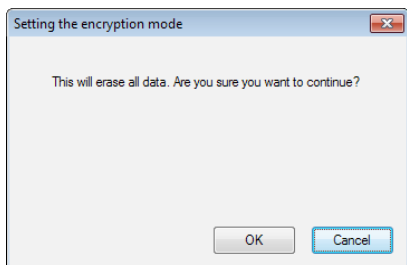 Setting the encryption mode
This will erase all data. Are you sure you want to continue?
OK Cancel